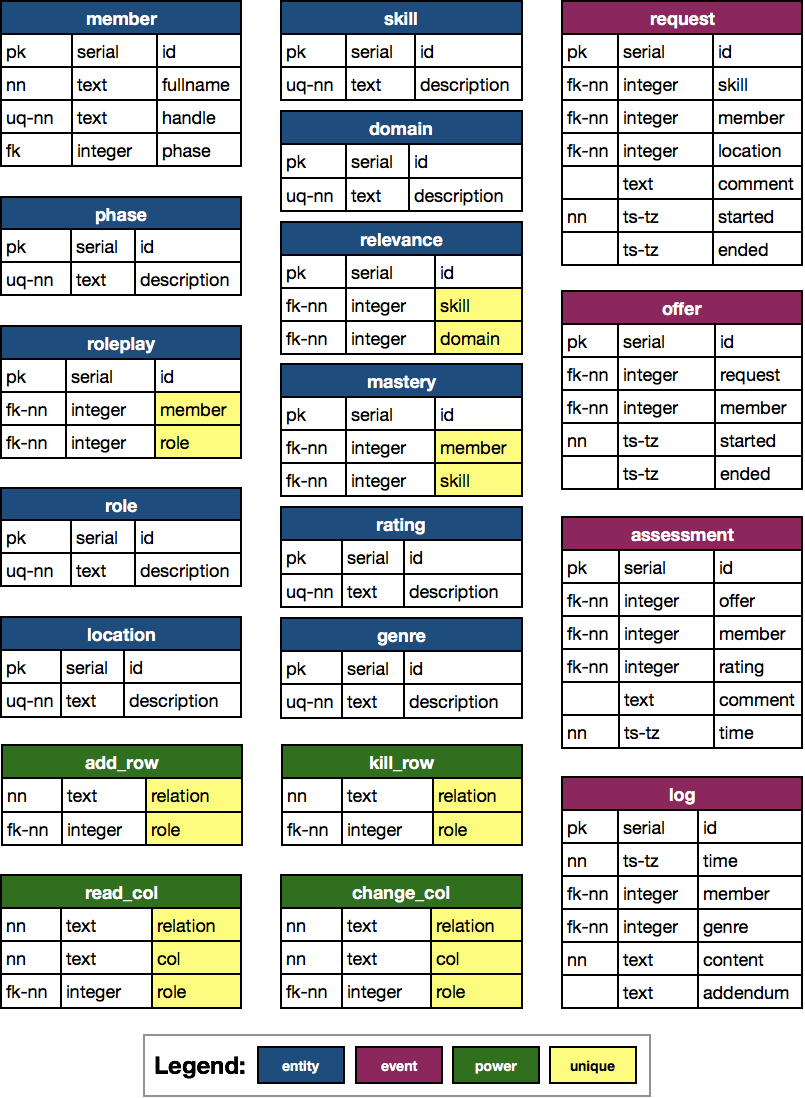 member
pk serial id
nn text fullname
uq-nn text handle
fk integer phase
phase
pk serial id
uq-nn text description
roleplay
pk serial id
fk-nn integer member
fk-nn integer role
role
pk serial id
uq-nn text description
location
pk serial id
uq-nn text description
add_row
nn text relation
fk-nn integer role
read_col
nn text relation
nn text col
fk-nn integer role
skill
pk serial id
uq-nn text description
domain
pk serial id
uq-nn text description
relevance
pk serial id
fk-nn integer skill
fk-nn integer domain
mastery
pk serial id
fk-nn integer member
fk-nn integer skill
rating
pk serial id
uq-nn text description
genre
pk serial id
uq-nn text description
kill_row
nn text relation
fk-nn integer role
change_col
nn text relation
nn text col
fk-nn integer role
request
pk serial id
fk-nn integer skill
fk-nn integer member
fk-nn integer location
text comment
nn ts-tz started
ts-tz ended
offer
pk serial id
fk-nn integer request
fk-nn integer member
nn ts-tz started
ts-tz ended
assessment
pk serial id
fk-nn integer offer
fk-nn integer member
fk-nn integer rating
text comment
nn ts-tz time
log
pk serial id
nn ts-tz time
fk-nn integer member
fk-nn integer genre
nn text content
text addendum
Legend: entity event power unique